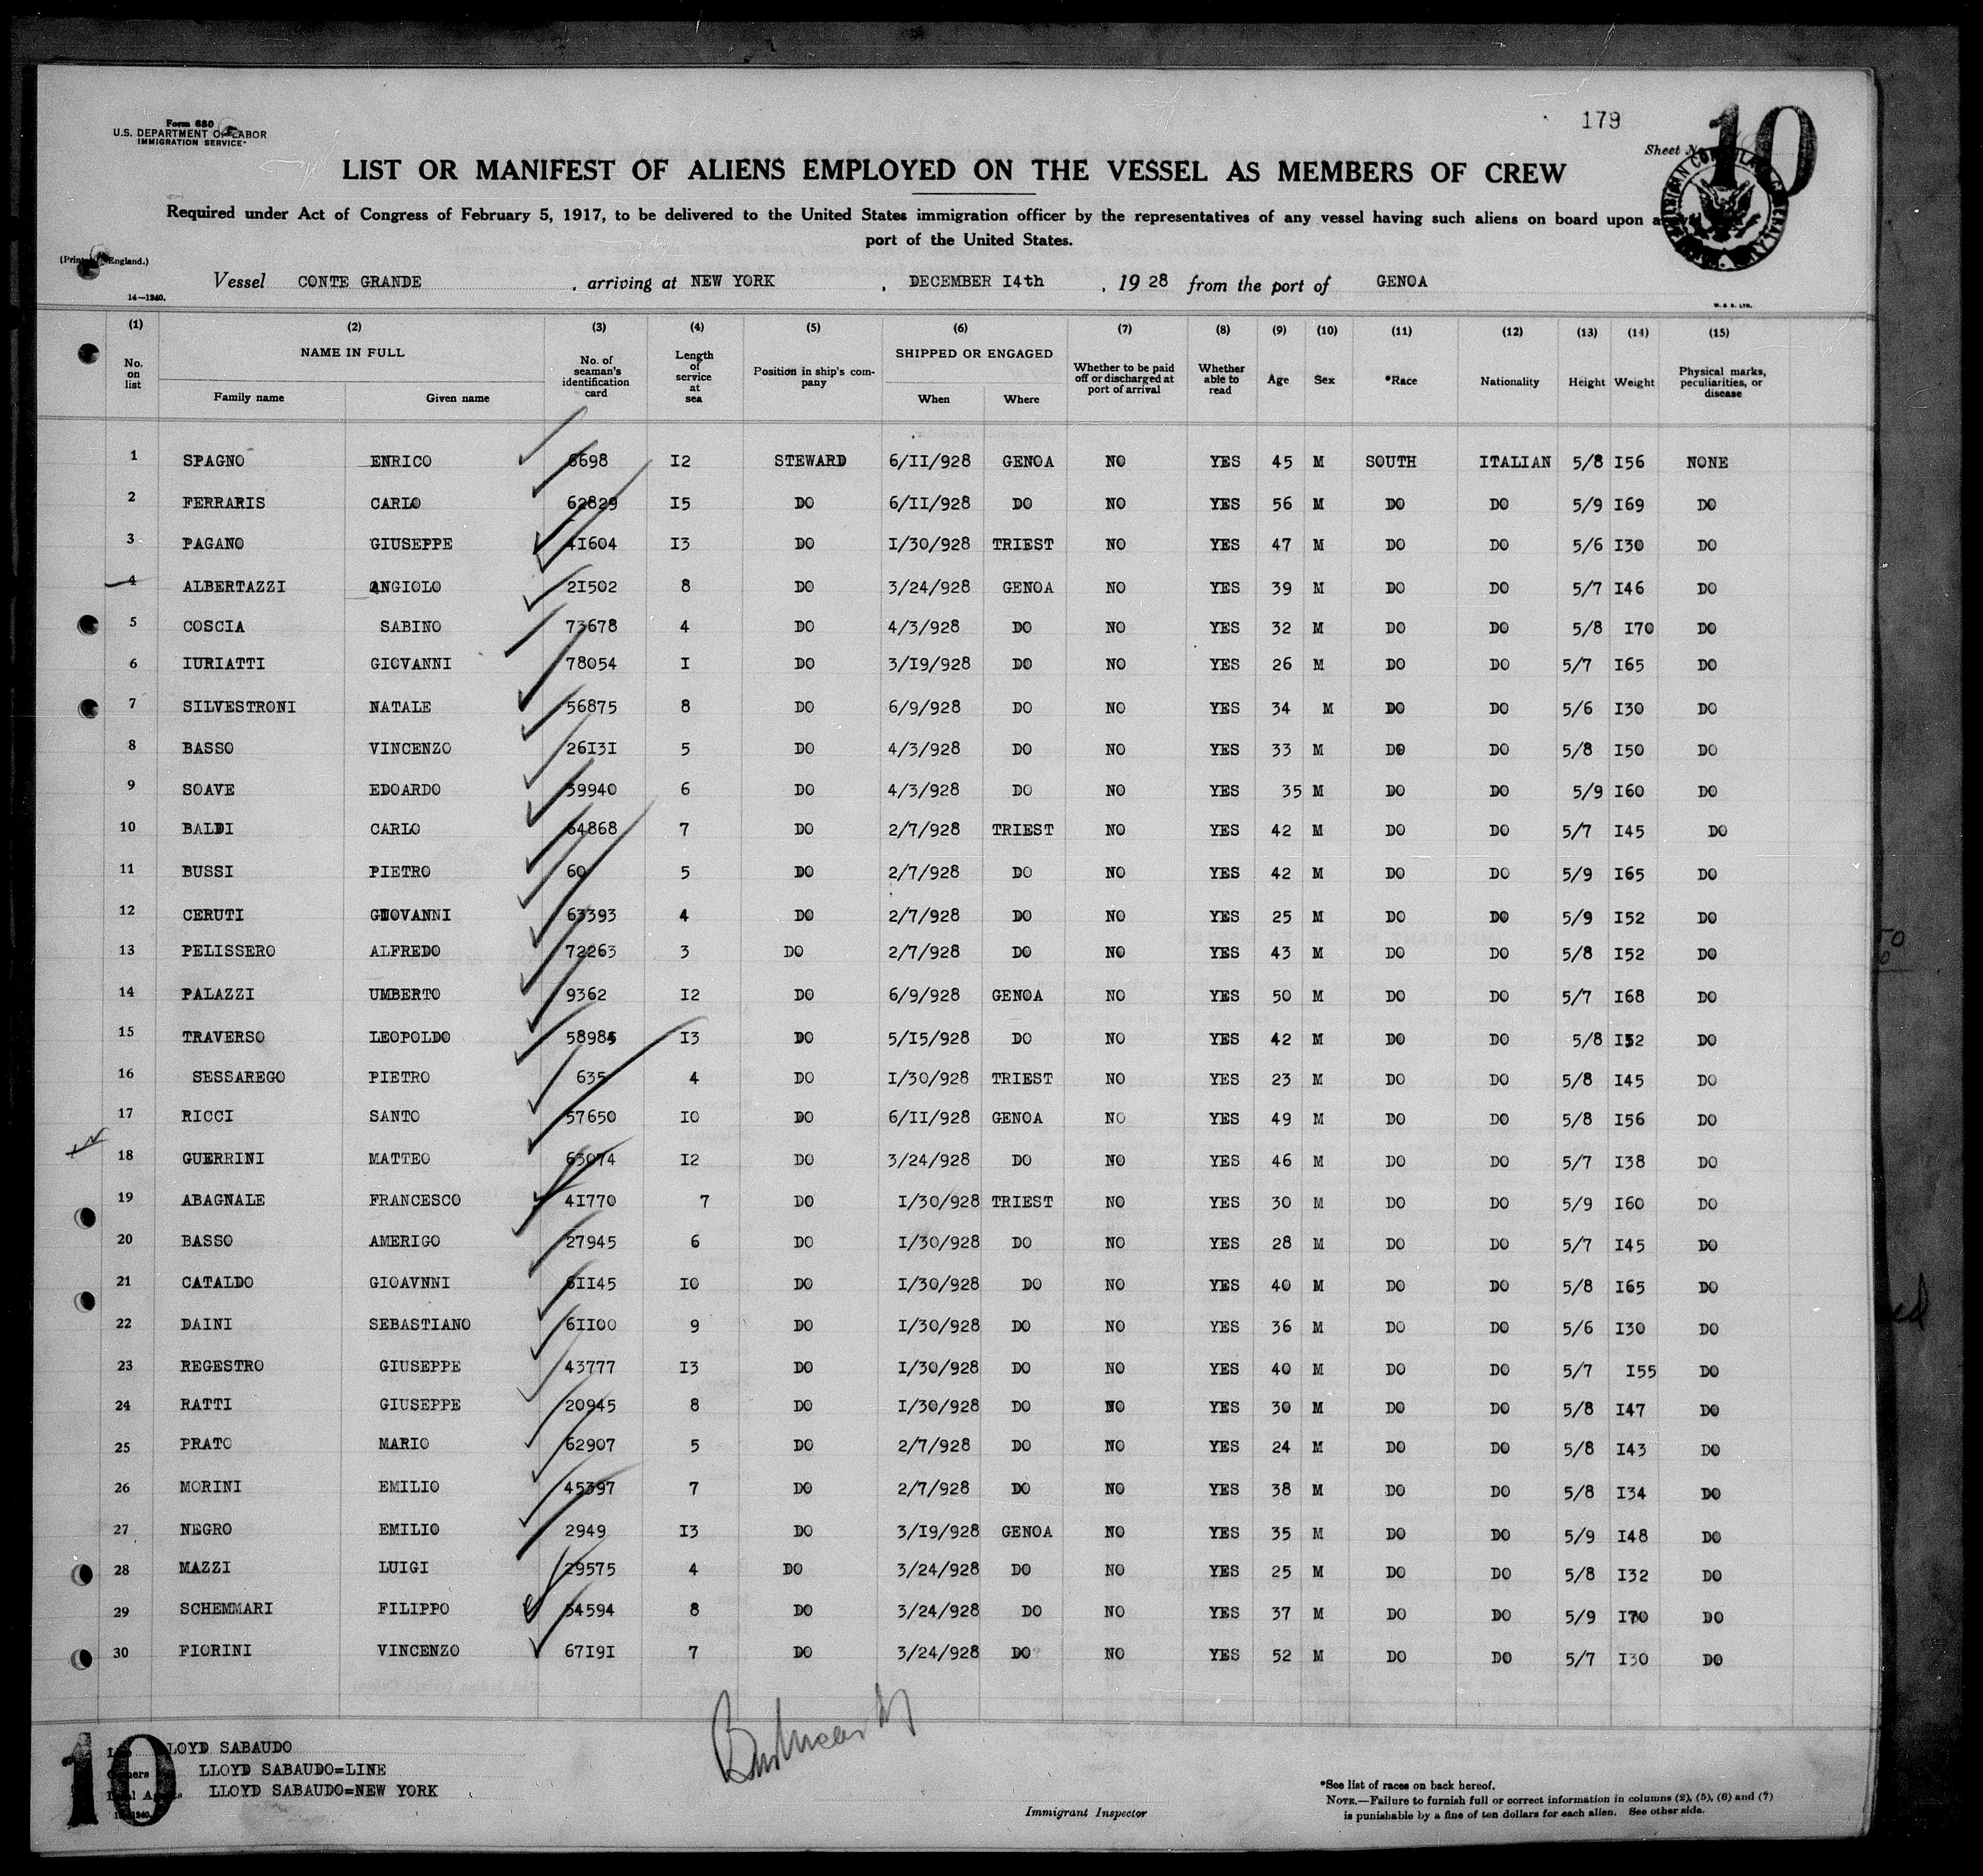 Form 680
U.S. DEPARTMENT OF LABOR
IMMIGRATION SERVICE
179
Sheet No. 10
LIST OR MANIFEST OF ALIENS EMPLOYED ON THE VESSEL AS MEMBERS OF CREW
Required under Act of Congress of February 5, 1917, to be delivered to the United States immigration officer by the representatives of any vessel having such aliens on board upon
port of the United States.
(Printed England.)
14—1240.
Vessel CONTE GRANDE , arriving at NEW YORK , DECEMBER I4th , 19 28 from the port of GENOA
W. & S. LTD.
(1) (2) (3) (4) (5) (6) (7) (8) (9) (10) (11) (12) (13) (14) (15)
No. on list NAME IN FULL Family name Given name No. of seaman's identification card Length of service at sea Position in ship's company SHIPPED OR ENGAGED When Where Whether to be paid off or discharged at port of arrival Whether able to read Age Sex *Race Nationality Height Weight Physical marks, peculiarities, or disease
1 SPAGNO ENRICO 6698 I2 STEWARD 6/II/928 GENOA NO YES 45 M SOUTH ITALIAN 5/8 I56 NONE
2 FERRARIS CARLO 62829 I5 DO 6/II/928 DO NO YES 56 M DO DO 5/9 I69 DO
3 PAGANO GIUSEPPE 4I604 I3 DO I/30/928 TRIEST NO YES 47 M DO DO 5/6 I30 DO
4 ALBERTAZZI ANGIOLO 2I502 8 DO 3/24/928 GENOA NO YES 39 M DO DO 5/7 I46 DO
5 COSCIA SABINO 73678 4 DO 4/3/928 DO NO YES 32 M DO DO 5/8 I70 DO
6 IURIATTI GIOVANNI 78054 I DO 3/I9/928 DO NO YES 26 M DO DO 5/7 I65 DO
7 SILVESTRONI NATALE 56875 8 DO 6/9/928 DO NO YES 34 M DO DO 5/6 I30 DO
8 BASSO VINCENZO 26I3I 5 DO 4/3/928 DO NO YES 33 M DO DO 5/8 I50 DO
9 SOAVE EDOARDO 59940 6 DO 4/3/928 DO NO YES 35 M DO DO 5/9 I60 DO
10 BALDI CARLO 64868 7 DO 2/7/928 TRIEST NO YES 42 M DO DO 5/7 I45 DO
11 BUSSI PIETRO 60 5 DO 2/7/928 DO NO YES 42 M DO DO 5/9 I65 DO
12 CERUTI GIOVANNI 63393 4 DO 2/7/928 DO NO YES 25 M DO DO 5/9 I52 DO
13 PELISSERO ALFREDO 72263 3 DO 2/7/928 DO NO YES 43 M DO DO 5/8 I52 DO
14 PALAZZI UMBERTO 9362 I2 DO 6/9/928 GENOA NO YES 50 M DO DO 5/7 I68 DO
15 TRAVERSO LEOPOLDO 58985 I3 DO 5/I5/928 DO NO YES 42 M DO DO 5/8 I52 DO
16 SESSAREGO PIETRO 635 4 DO I/30/928 TRIEST NO YES 23 M DO DO 5/8 I45 DO
17 RICCI SANTO 57650 IO DO 6/II/928 GENOA NO YES 49 M DO DO 5/8 I56 DO
18 GUERRINI MATTEO 63074 I2 DO 3/24/928 DO NO YES 46 M DO DO 5/7 I38 DO
19 ABAGNALE FRANCESCO 4I770 7 DO I/30/928 TRIEST NO YES 30 M DO DO 5/9 I60 DO
20 BASSO AMERIGO 27945 6 DO I/30/928 DO NO YES 28 M DO DO 5/7 I45 DO
21 CATALDO GIOAVNNI 6II45 IO DO I/30/928 DO NO YES 40 M DO DO 5/8 I65 DO
22 DAINI SEBASTIANO 6II00 9 DO I/30/928 DO NO YES 36 M DO DO 5/6 I30 DO
23 REGESTRO GIUSEPPE 43777 I3 DO I/30/928 DO NO YES 40 M DO DO 5/7 I55 DO
24 RATTI GIUSEPPE 20945 8 DO I/30/928 DO NO YES 30 M DO DO 5/8 I47 DO
25 PRATO MARIO 62907 5 DO 2/7/928 DO NO YES 24 M DO DO 5/8 I43 DO
26 MORINI EMILIO 45397 7 DO 2/7/928 DO NO YES 38 M DO DO 5/8 I34 DO
27 NEGRO EMILIO 2949 I3 DO 3/I9/928 GENOA NO YES 35 M DO DO 5/9 I48 DO
28 MAZZI LUIGI 29575 4 DO 3/24/928 DO NO YES 25 M DO DO 5/8 I32 DO
29 SCHEMMARI FILIPPO 54594 8 DO 3/24/928 DO NO YES 37 M DO DO 5/9 I70 DO
30 FIORINI VINCENZO 67I9I 7 DO 3/24/928 DO NO YES 52 M DO DO 5/7 I30 DO
10
LOYD SABAUDO
Owners LLOYD SABAUDO=LINE
LLOYD SABAUDO=NEW YORK
Immigrant Inspector
*See list of races on back hereof.
NOTE.—Failure to furnish full or correct information in columns (2), (5), (6) and (7)
is punishable by a fine of ten dollars for each alien. See other side.